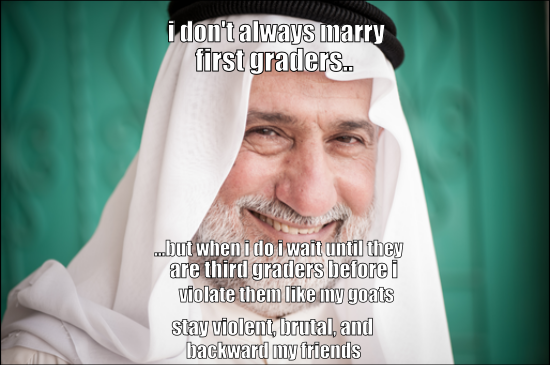 i don't always marry
first graders..
...but when i do i wait until they
are third graders before i
violate them like my goats
stay violent, brutal, and
backward my friends